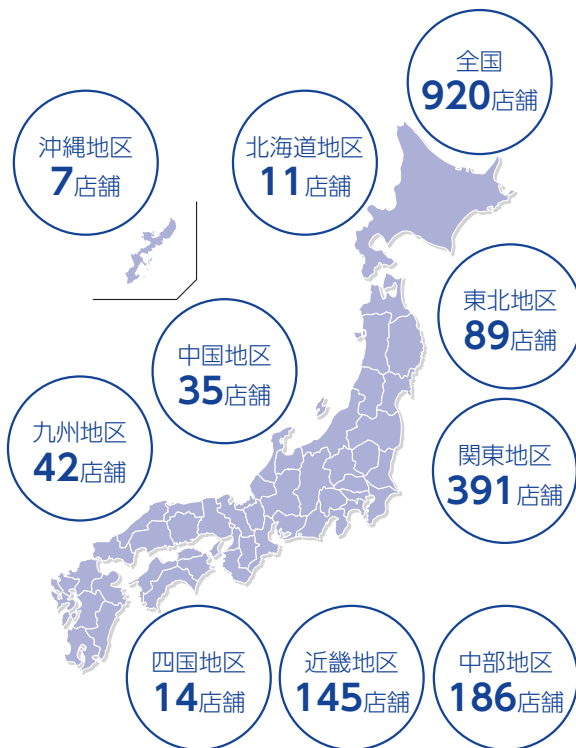 全国
920店舗
沖縄地区
7店舗
北海道地区
11店舗
東北地区
89店舗
中国地区
35店舗
九州地区
42店舗
関東地区
391店舗
四国地区
14店舗
近畿地区
145店舗
中部地区
186店舗